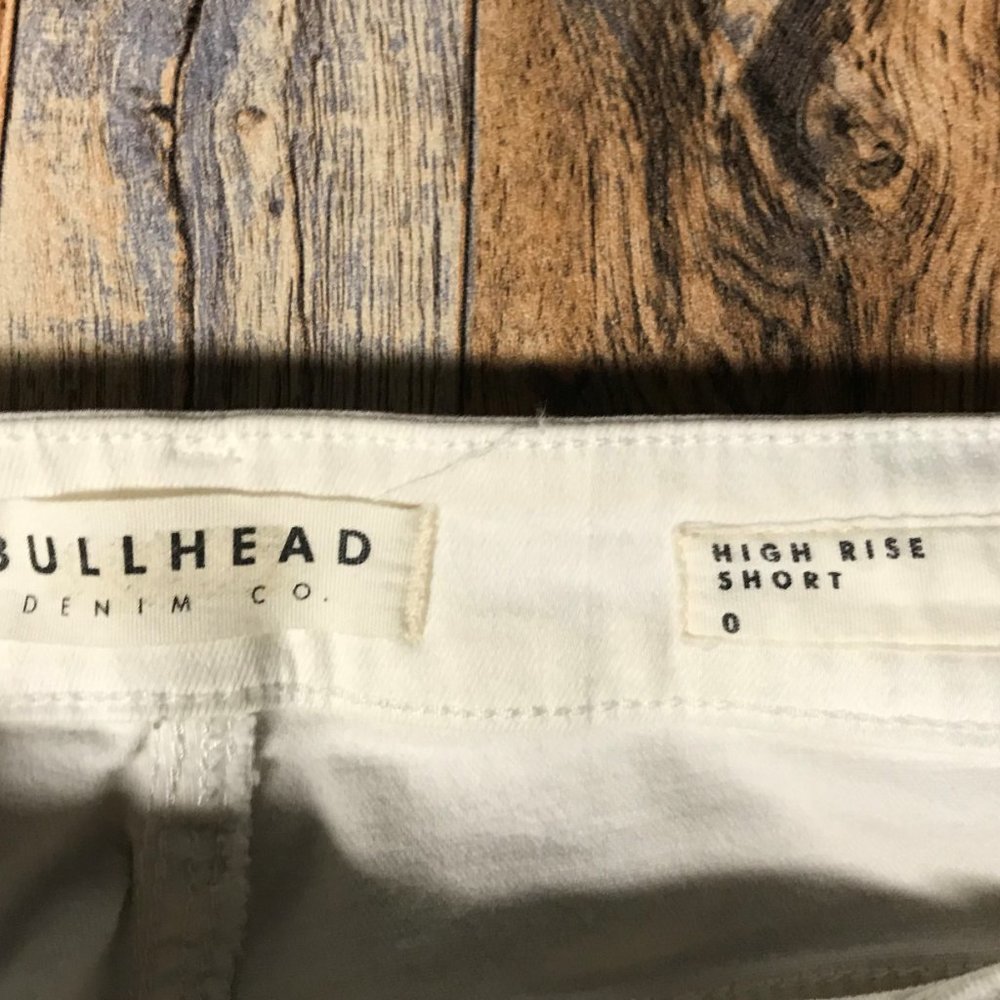 BULLHEAD
DENIM CO.
HIGH RISE
SHORT
0